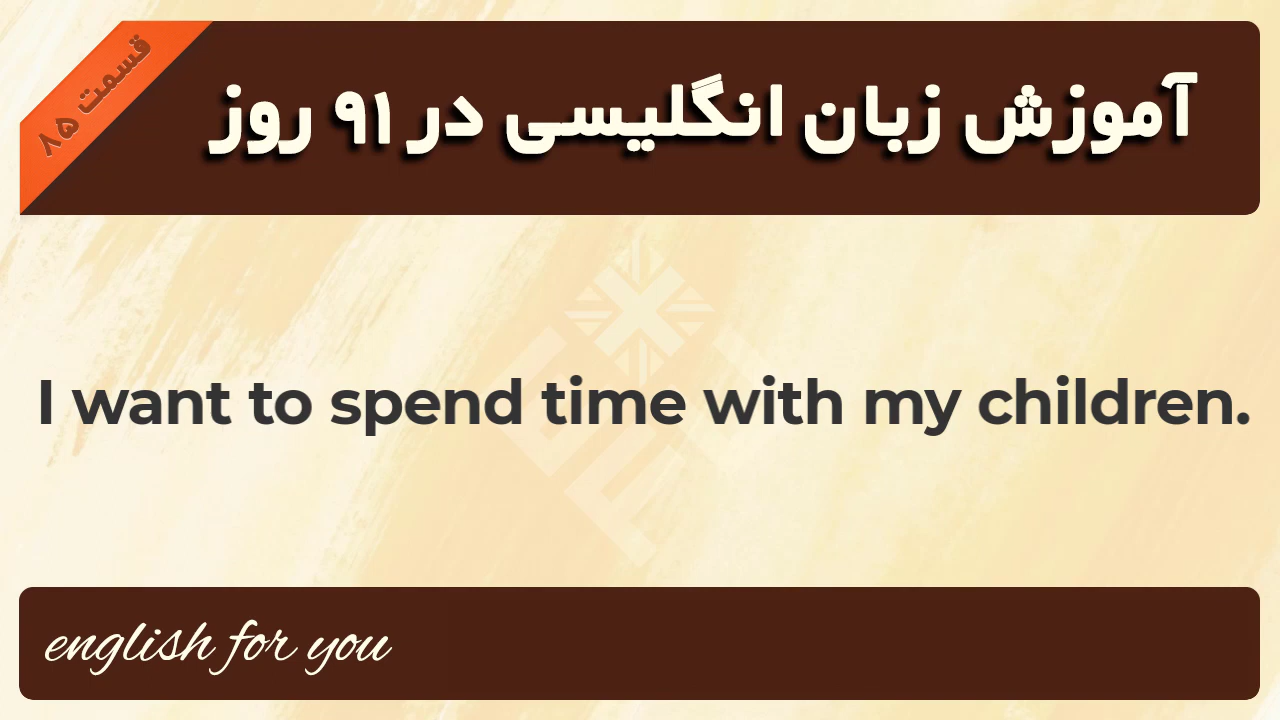 قسمت ۸۵
آموزش زبان انگلیسی در ۹۱ روز
I want to spend time with my children.
english for you